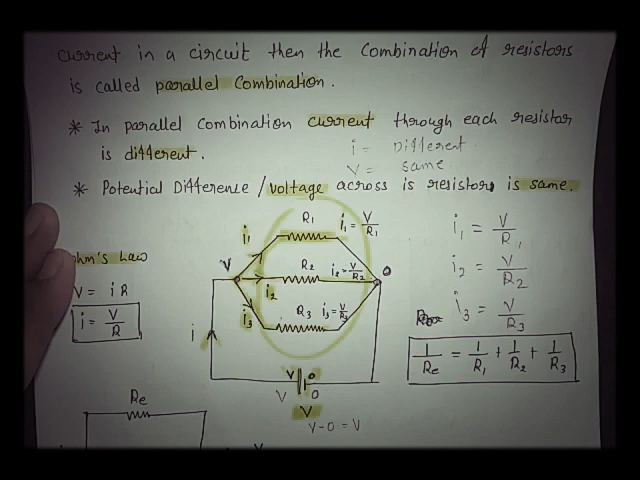 current in a circuit then the combination of resistors
is called parallel combination.
* In parallel combination current through each resistor
is different.
i = Different
V = same
* Potential Difference / voltage across is resistors is same.
ohm's Law
V = iR
i = V/R
R1
i1 = V/R1
i1
V
R2
i2 = V/R2
0
i2
R3
i3 = V/R3
i3
i
V 0
V 0
V
V-0 = V
i1 = V/R1
i2 = V/R2
i3 = V/R3
1/Re = 1/R1 + 1/R2 + 1/R3
Re